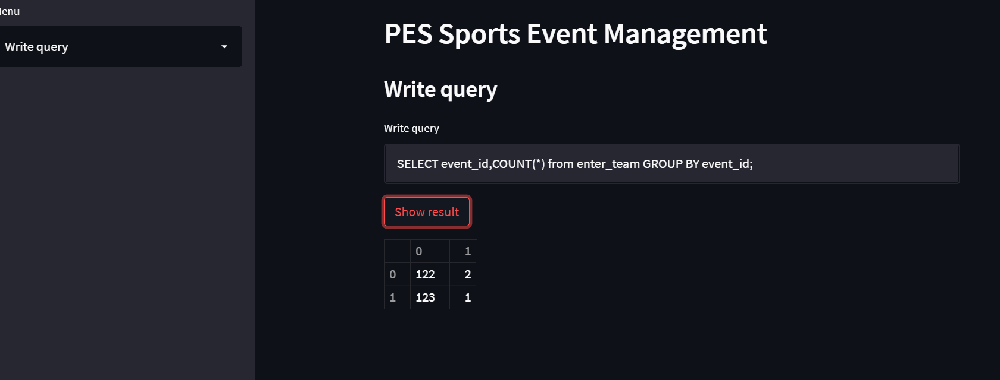 Menu
Write query
PES Sports Event Management
Write query
Write query
SELECT event_id,COUNT(*) from enter_team GROUP BY event_id;
Show result
0 1
0 122 2
1 123 1